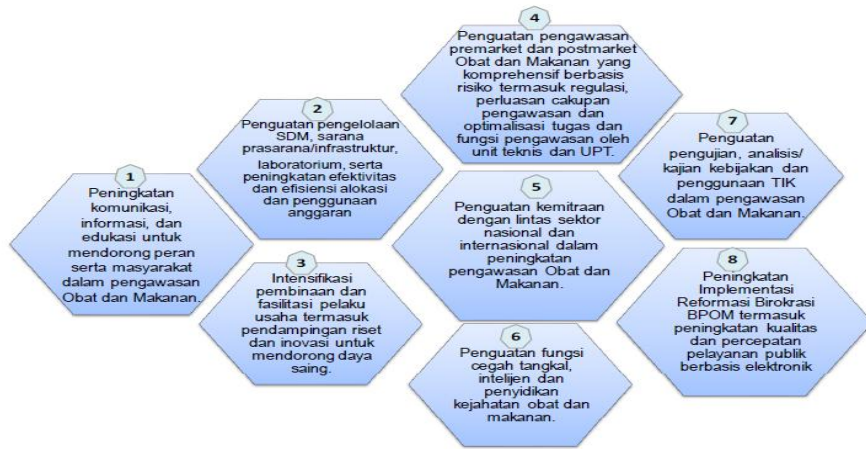 1
Peningkatan
komunikasi,
informasi, dan
edukasi untuk
mendorong peran
serta masyarakat
dalam pengawasan
Obat dan Makanan.
2
Penguatan pengelolaan
SDM, sarana
prasarana/infrastruktur,
laboratorium, serta
peningkatan efektivitas
dan efisiensi alokasi
dan penggunaan
anggaran
3
Intensifikasi
pembinaan dan
fasilitasi pelaku
usaha termasuk
pendampingan riset
dan inovasi untuk
mendorong daya
saing.
4
Penguatan pengawasan
premarket dan postmarket
Obat dan Makanan yang
komprehensif berbasis
risiko termasuk regulasi,
perluasan cakupan
pengawasan dan
optimalisasi tugas dan
fungsi pengawasan oleh
unit teknis dan UPT.
5
Penguatan kemitraan
dengan lintas sektor
nasional dan
internasional dalam
peningkatan
pengawasan Obat dan
Makanan.
6
Penguatan fungsi
cegah tangkal,
intelijen dan
penyidikan
kejahatan obat dan
makanan.
7
Penguatan
pengujian, analisis/
kajian kebijakan dan
penggunaan TIK
dalam pengawasan
Obat dan Makanan.
8
Peningkatan
Implementasi
Reformasi Birokrasi
BPOM termasuk
peningkatan kualitas
dan percepatan
pelayanan publik
berbasis elektronik